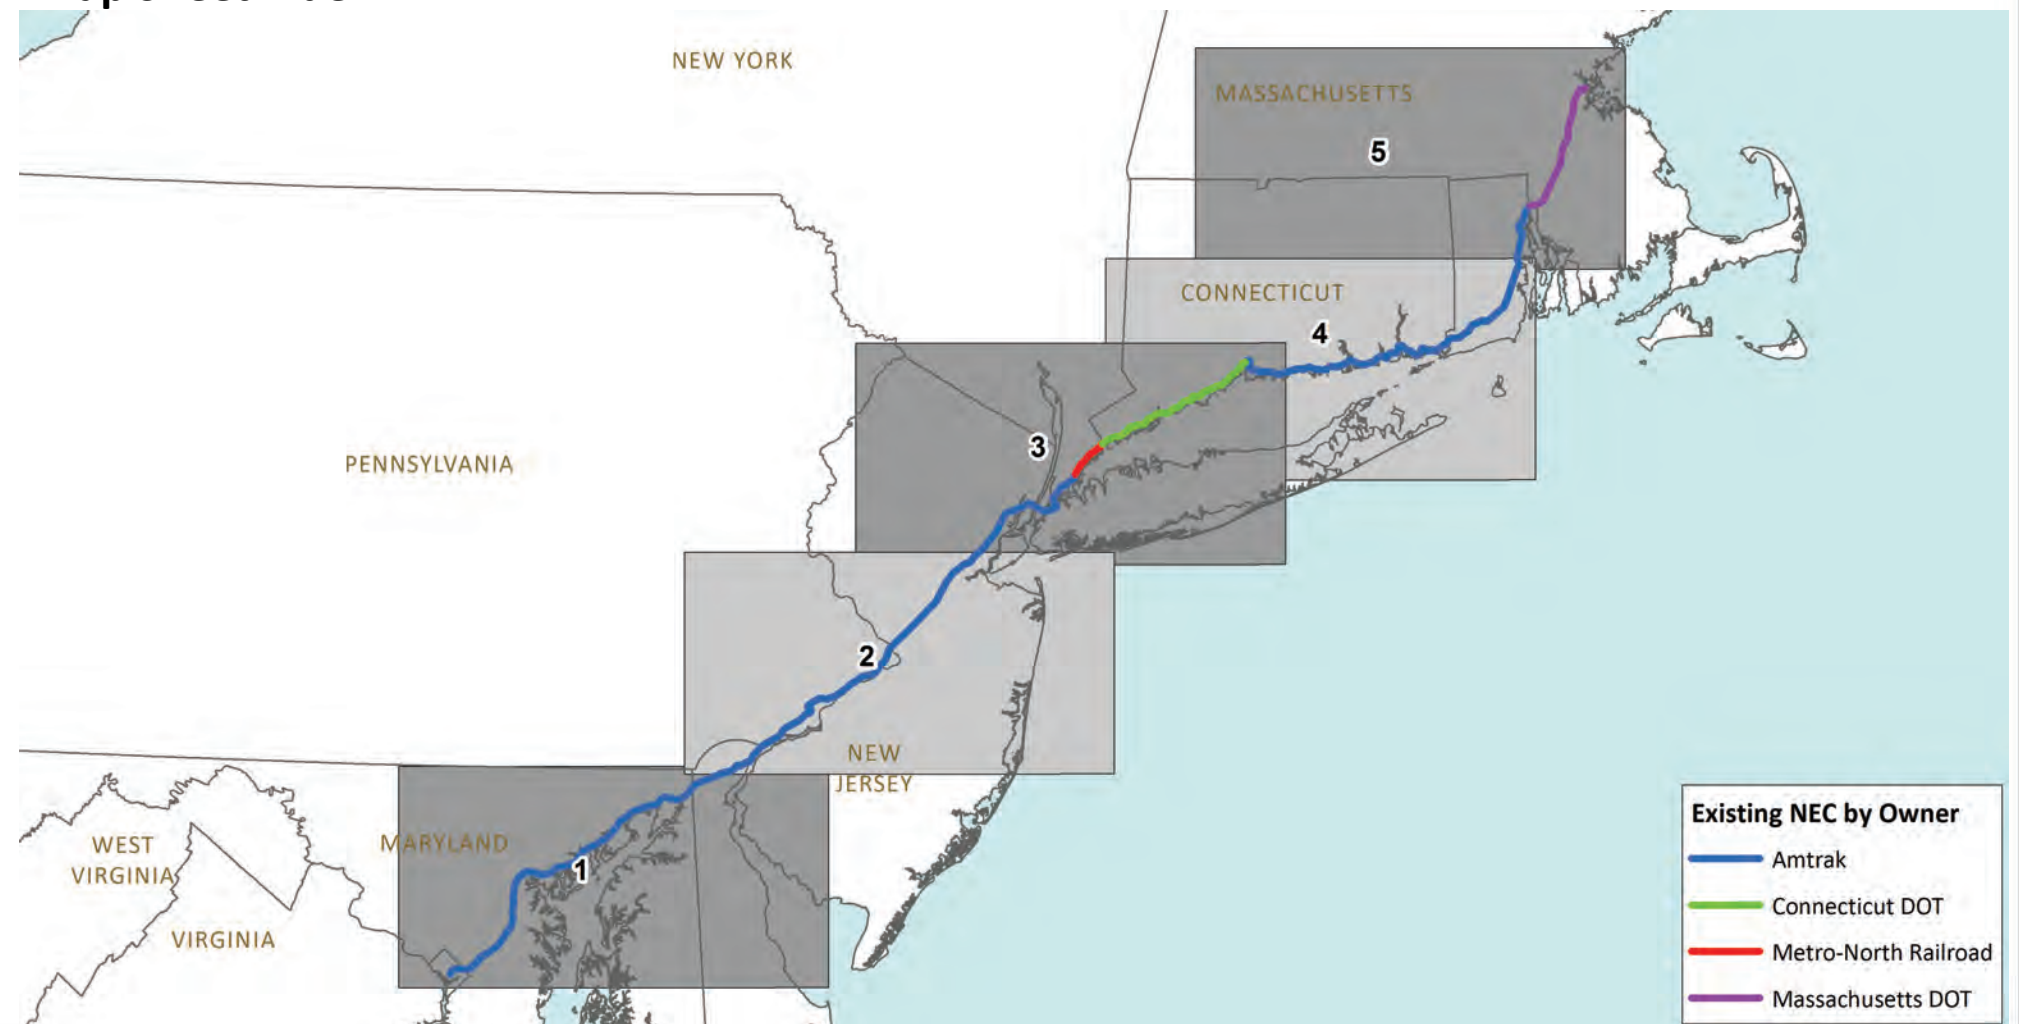 NEW YORK
MASSACHUSETTS
5
CONNECTICUT
4
3
PENNSYLVANIA
2
NEW
JERSEY
MARYLAND
1
WEST
VIRGINIA
VIRGINIA
Existing NEC by Owner
Amtrak
Connecticut DOT
Metro-North Railroad
Massachusetts DOT